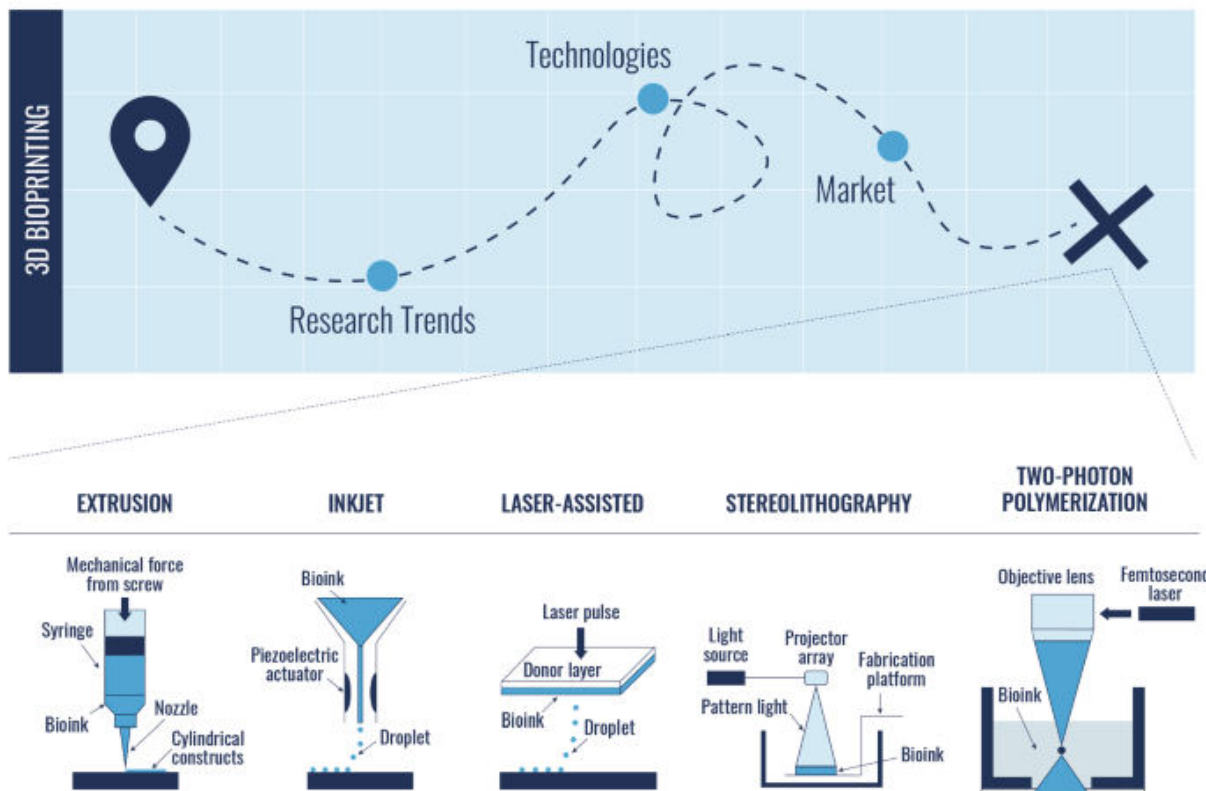 3D BIOPRINTING
Technologies
Market
Research Trends
EXTRUSION
INKJET
LASER-ASSISTED
STEREOLITHOGRAPHY
TWO-PHOTON
POLYMERIZATION
Mechanical force
from screw
Syringe
Bioink
Nozzle
Cylindrical
constructs
Bioink
Piezoelectric
actuator
Droplet
Laser pulse
Donor layer
Bioink
Droplet
Light
source
Projector
array
Fabrication
platform
Pattern light
Bioink
Objective lens
Femtosecond
laser
Bioink